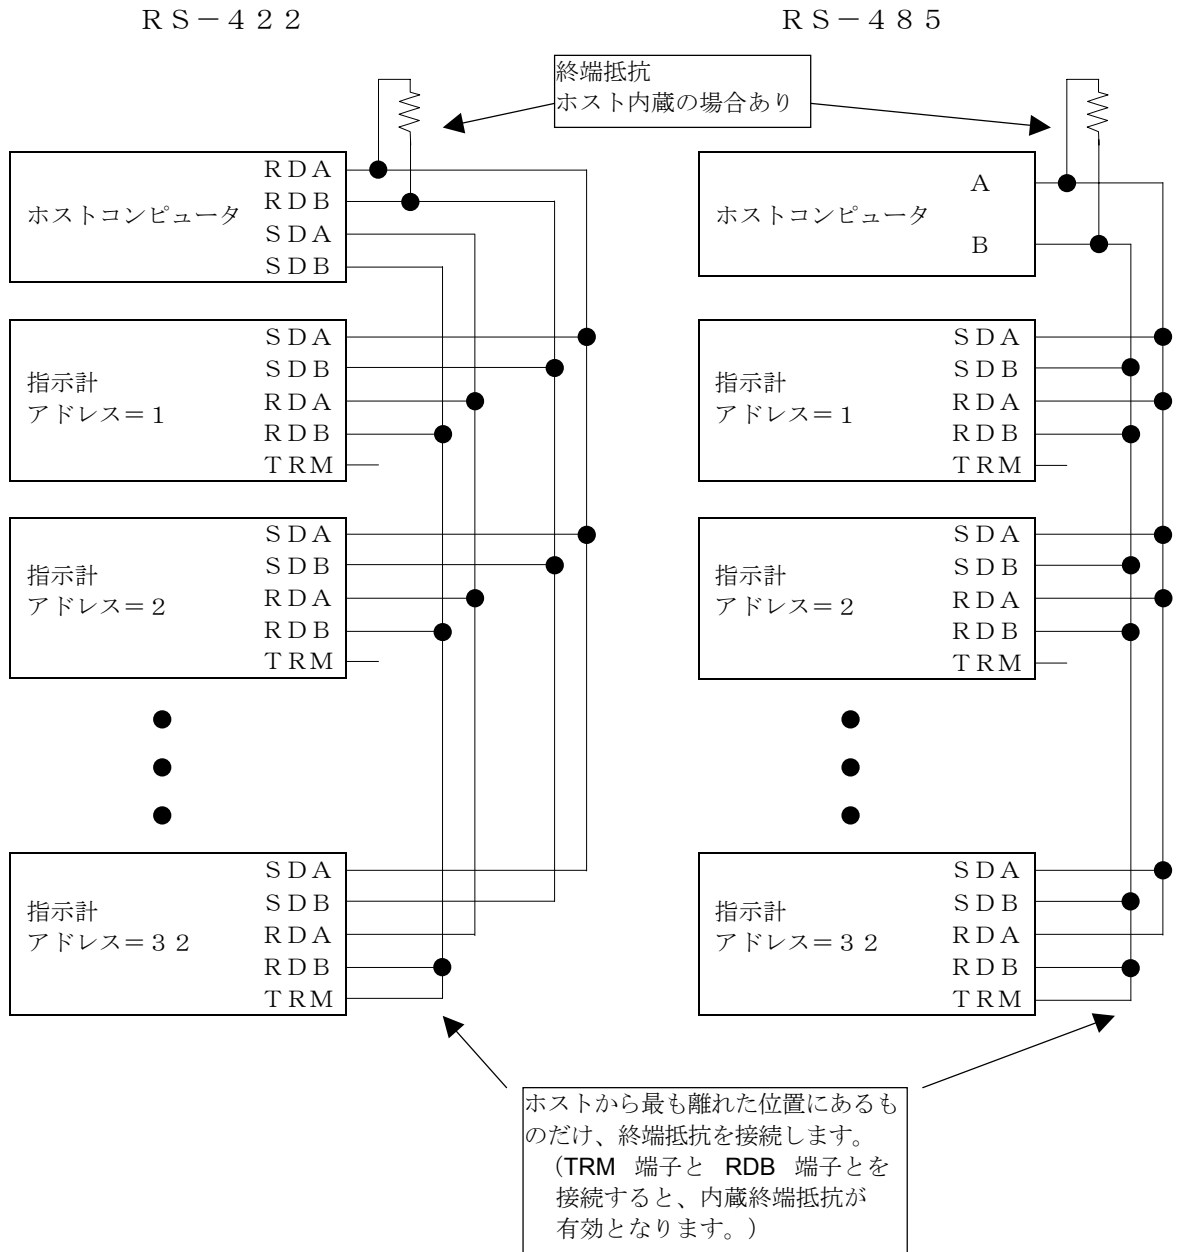 ＲＳ－４２２
ＲＳ－４８５
終端抵抗
ホスト内蔵の場合あり
ホストコンピュータ
ＲＤＡ
ＲＤＢ
ＳＤＡ
ＳＤＢ
指示計
アドレス＝１
ＳＤＡ
ＳＤＢ
ＲＤＡ
ＲＤＢ
ＴＲＭ
指示計
アドレス＝２
ＳＤＡ
ＳＤＢ
ＲＤＡ
ＲＤＢ
ＴＲＭ
指示計
アドレス＝３２
ＳＤＡ
ＳＤＢ
ＲＤＡ
ＲＤＢ
ＴＲＭ
ホストコンピュータ
Ａ
Ｂ
指示計
アドレス＝１
ＳＤＡ
ＳＤＢ
ＲＤＡ
ＲＤＢ
ＴＲＭ
指示計
アドレス＝２
ＳＤＡ
ＳＤＢ
ＲＤＡ
ＲＤＢ
ＴＲＭ
指示計
アドレス＝３２
ＳＤＡ
ＳＤＢ
ＲＤＡ
ＲＤＢ
ＴＲＭ
ホストから最も離れた位置にあるも
のだけ、終端抵抗を接続します。
（TRM 端子と RDB 端子とを
接続すると、内蔵終端抵抗が
有効となります。）